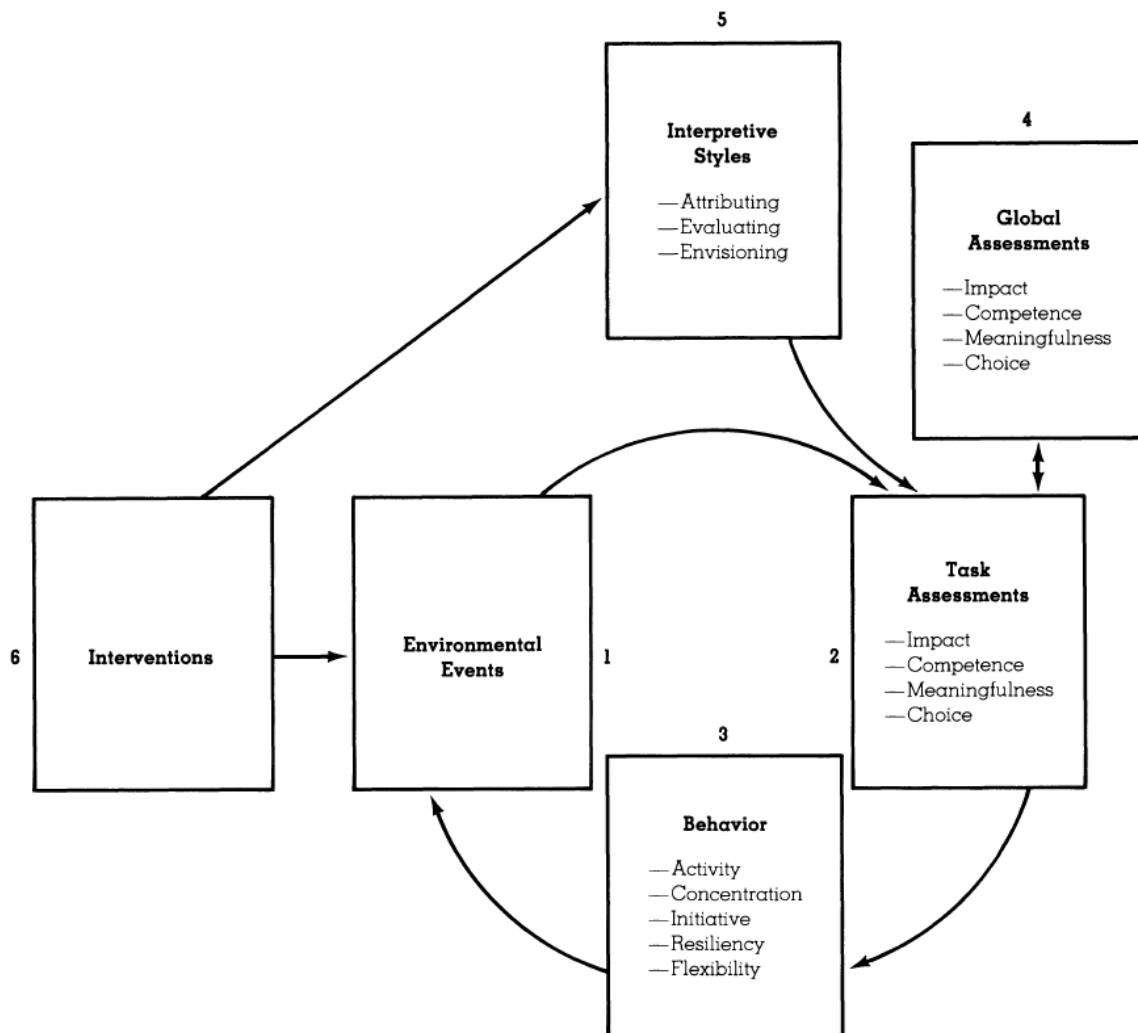 5
Interpretive
Styles
—Attributing
—Evaluating
—Envisioning
4
Global
Assessments
—Impact
—Competence
—Meaningfulness
—Choice
6
Interventions
Environmental
Events
1
2
Task
Assessments
—Impact
—Competence
—Meaningfulness
—Choice
3
Behavior
—Activity
—Concentration
—Initiative
—Resiliency
—Flexibility